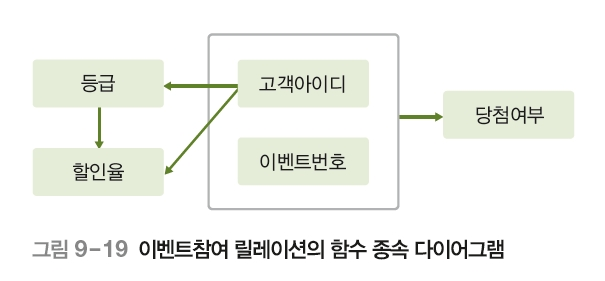 등급
고객아이디
당첨여부
할인율
이벤트번호
그림 9-19 이벤트참여 릴레이션의 함수 종속 다이어그램